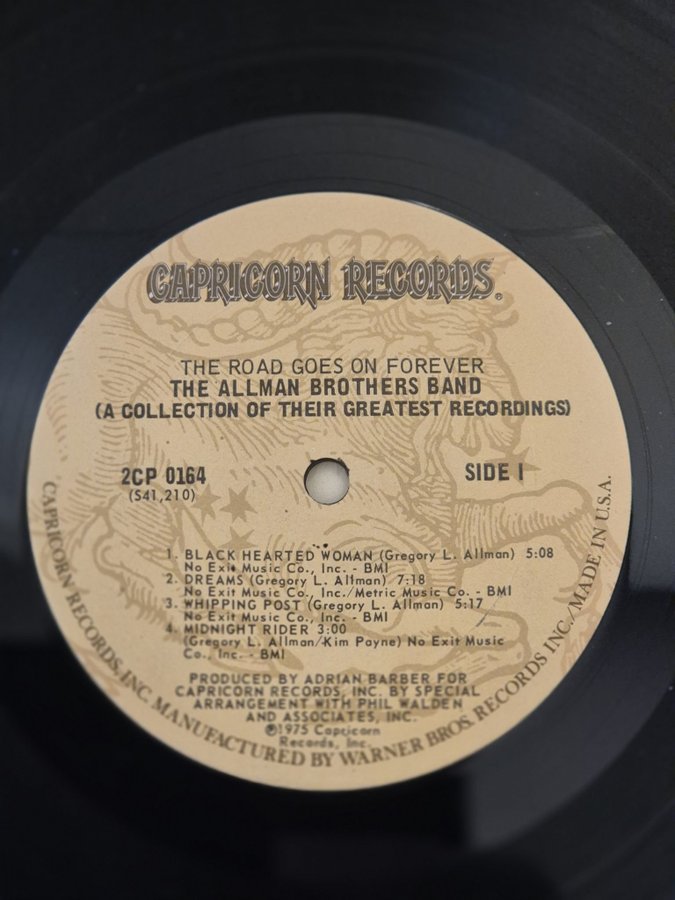 CAPRICORN RECORDS®
THE ROAD GOES ON FOREVER
THE ALLMAN BROTHERS BAND
(A COLLECTION OF THEIR GREATEST RECORDINGS)
2CP 0164
(S41,210)
SIDE I
1. BLACK HEARTED WOMAN (Gregory L. Allman) 5:08
No Exit Music Co., Inc. - BMI
2. DREAMS (Gregory L. Allman) 7:18
No Exit Music Co., Inc./Metric Music Co. - BMI
3. WHIPPING POST (Gregory L. Allman) 5:17
No Exit Music Co., Inc. - BMI
4. MIDNIGHT RIDER 3:00
(Gregory L. Allman/Kim Payne) No Exit Music
Co., Inc. - BMI
PRODUCED BY ADRIAN BARBER FOR
CAPRICORN RECORDS, INC. BY SPECIAL
ARRANGEMENT WITH PHIL WALDEN
AND ASSOCIATES, INC.
℗1975 Capricorn
Records, Inc.
CAPRICORN RECORDS, INC. MANUFACTURED BY WARNER BROS. RECORDS INC./MADE IN U.S.A.